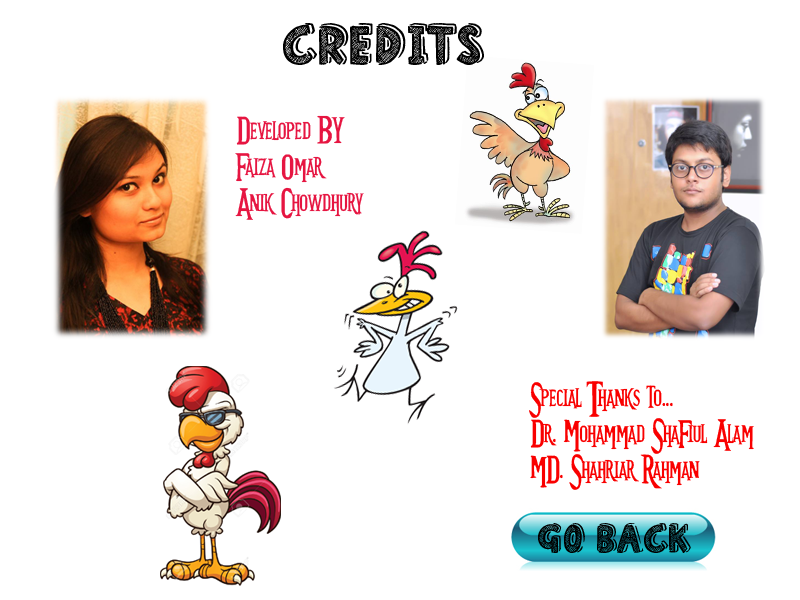 CREDITS
Developed BY
Faiza Omar
Anik Chowdhury
Special Thanks to...
Dr. Mohammad Shafiul Alam
MD. Shahriar Rahman
GO BACK